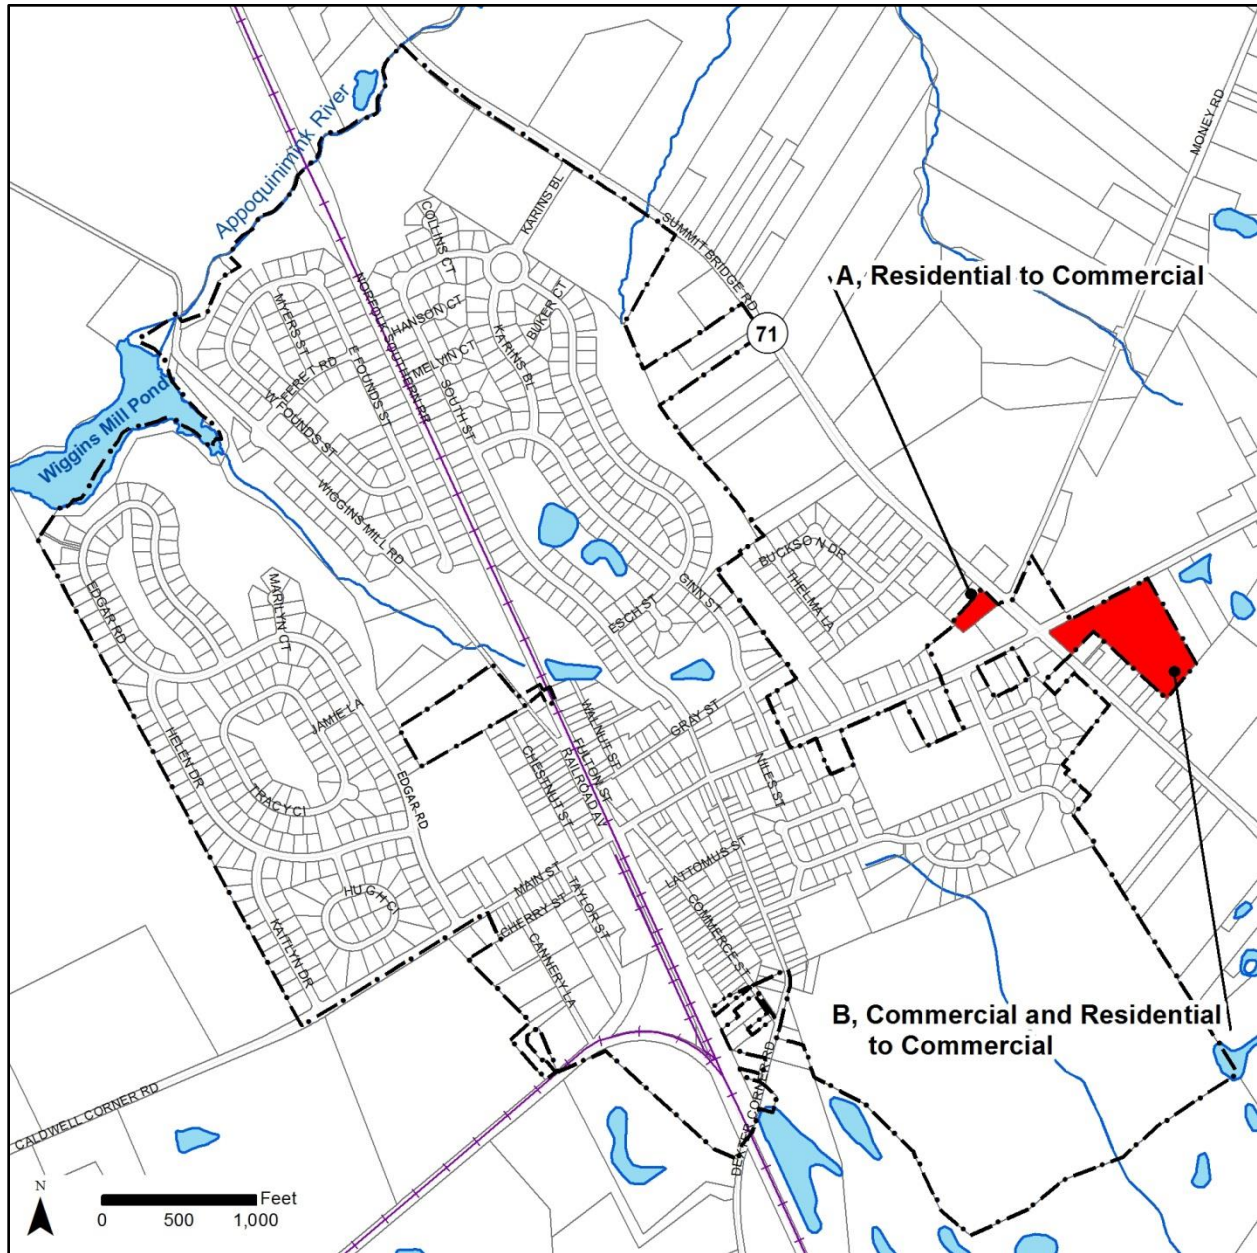 Appoquinimink River
MONEY RD
COLLINS CT
KARINS BL
SUMMIT BRIDGE RD
A, Residential to Commercial
71
NORFOLK SOUTHERN RR
MYERS ST
HANSON CT
BUKER CT
FERET RD
E FOUNDS ST
MELVIN CT
KARINS BL
W FOUNDS ST
SOUTH ST
Wiggins Mill Pond
WIGGINS MILL RD
BUCKSON DR
THELMA LA
GINN ST
ESCH ST
EDGAR RD
MARILYN CT
JAMIE LA
HELEN DR
TRACY CI
EDGAR RD
WALNUT ST
GRAY ST
FULTON ST
RAILROAD AV
CHESTNUT ST
NILES ST
MAIN ST
LATTOMUS ST
CHERRY ST
TAYLOR ST
COMMERCE ST
HUGH CI
KAITLYN DR
CANNERY LA
B, Commercial and Residential
to Commercial
DEXTER CORNER RD
CALDWELL CORNER RD
N
Feet
0 500 1,000